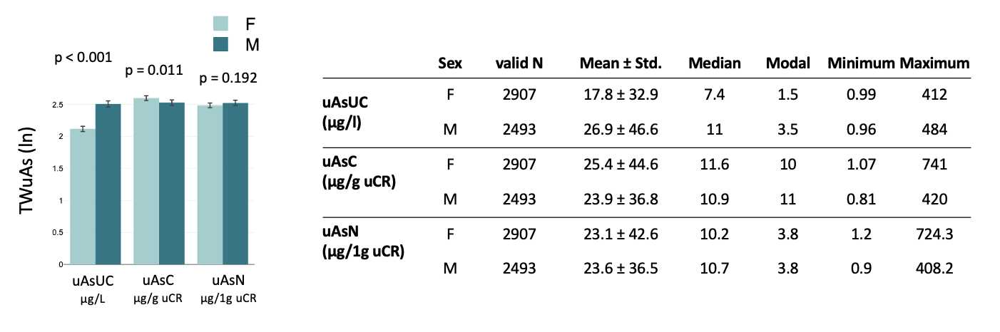 F
M
p < 0.001
p = 0.011
p = 0.192
TWuAs (ln)
2.5
2
1.5
1
0.5
0
uAsUC
µg/L
uAsC
µg/g uCR
uAsN
µg/1g uCR
Sex valid N Mean ± Std. Median Modal Minimum Maximum
uAsUC
(µg/l)
F 2907 17.8 ± 32.9 7.4 1.5 0.99 412
M 2493 26.9 ± 46.6 11 3.5 0.96 484
uAsC
(µg/g uCR)
F 2907 25.4 ± 44.6 11.6 10 1.07 741
M 2493 23.9 ± 36.8 10.9 11 0.81 420
uAsN
(µg/1g uCR)
F 2907 23.1 ± 42.6 10.2 3.8 1.2 724.3
M 2493 23.6 ± 36.5 10.7 3.8 0.9 408.2